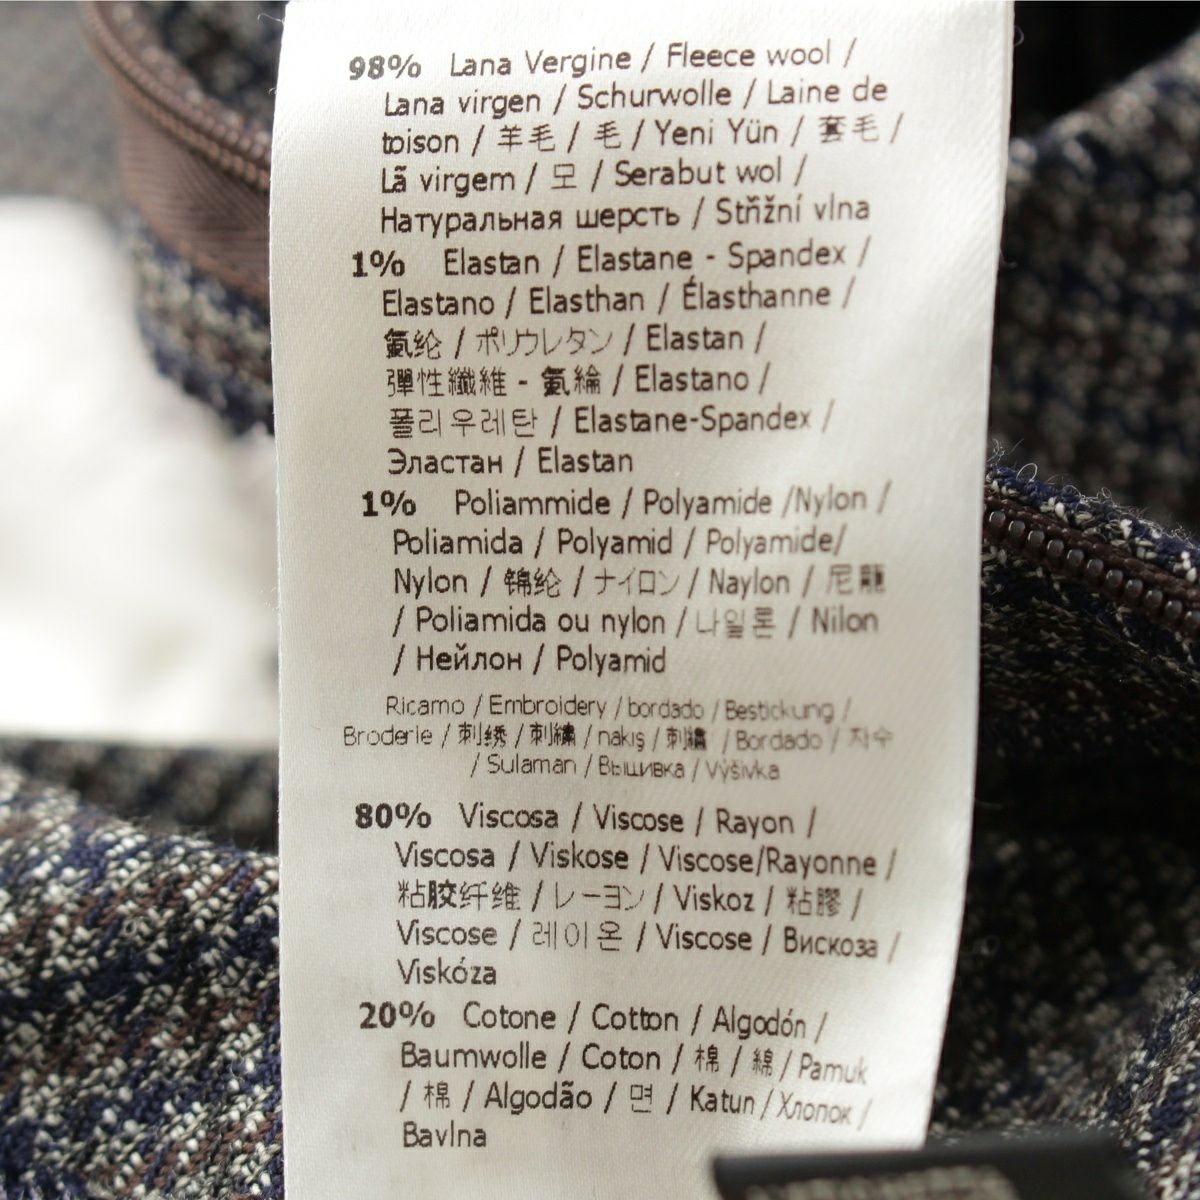 98% Lana Vergine / Fleece wool /
Lana virgen / Schurwolle / Laine de
toison / 羊毛 / 毛 / Yeni Yün / 套毛 /
Lã virgem / 모 / Serabut wol /
Натуральная шерсть / Střižní vlna
1% Elastan / Elastane - Spandex /
Elastano / Elasthan / Élasthanne /
氨纶 / ポリウレタン / Elastan /
彈性纖維 - 氨綸 / Elastano /
폴리우레탄 / Elastane-Spandex /
Эластан / Elastan
1% Poliammide / Polyamide /Nylon /
Poliamida / Polyamid / Polyamide/
Nylon / 锦纶 / ナイロン / Naylon / 尼龍
/ Poliamida ou nylon / 나일론 / Nilon
/ Нейлон / Polyamid
Ricamo / Embroidery / bordado / Bestickung /
Broderie / 刺绣 / 刺繍 / nakış / 刺繡 / Bordado / 자수
/ Sulaman / Вышивка / Výšivka
80% Viscosa / Viscose / Rayon /
Viscosa / Viskose / Viscose/Rayonne /
粘胶纤维 / レーヨン / Viskoz / 粘膠 /
Viscose / 레이온 / Viscose / Вискоза /
Viskóza
20% Cotone / Cotton / Algodón /
Baumwolle / Coton / 棉 / 綿 / Pamuk
/ 棉 / Algodão / 면 / Katun / Хлопок /
Bavlna